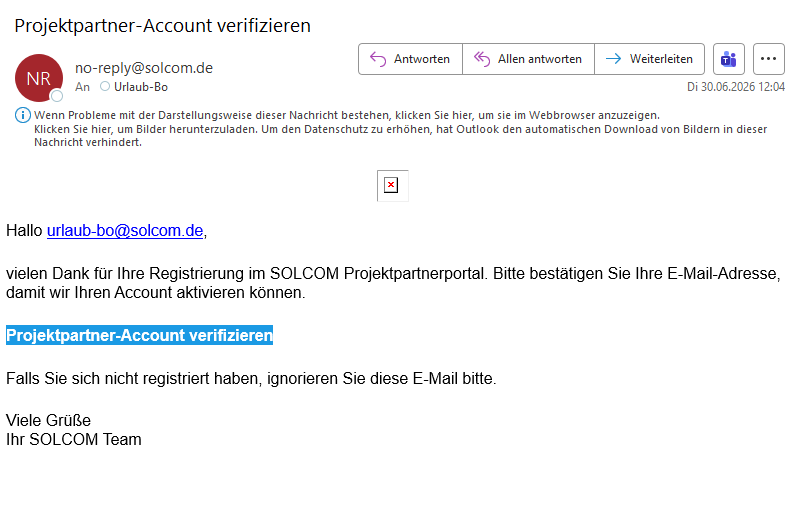 Projektpartner-Account verifizieren
NR
no-reply@solcom.de
An Urlaub-Bo
Antworten
Allen antworten
Weiterleiten
Di 30.06.2026 12:04
Wenn Probleme mit der Darstellungsweise dieser Nachricht bestehen, klicken Sie hier, um sie im Webbrowser anzuzeigen.
Klicken Sie hier, um Bilder herunterzuladen. Um den Datenschutz zu erhöhen, hat Outlook den automatischen Download von Bildern in dieser
Nachricht verhindert.
Hallo urlaub-bo@solcom.de,
vielen Dank für Ihre Registrierung im SOLCOM Projektpartnerportal. Bitte bestätigen Sie Ihre E-Mail-Adresse,
damit wir Ihren Account aktivieren können.
Projektpartner-Account verifizieren
Falls Sie sich nicht registriert haben, ignorieren Sie diese E-Mail bitte.
Viele Grüße
Ihr SOLCOM Team